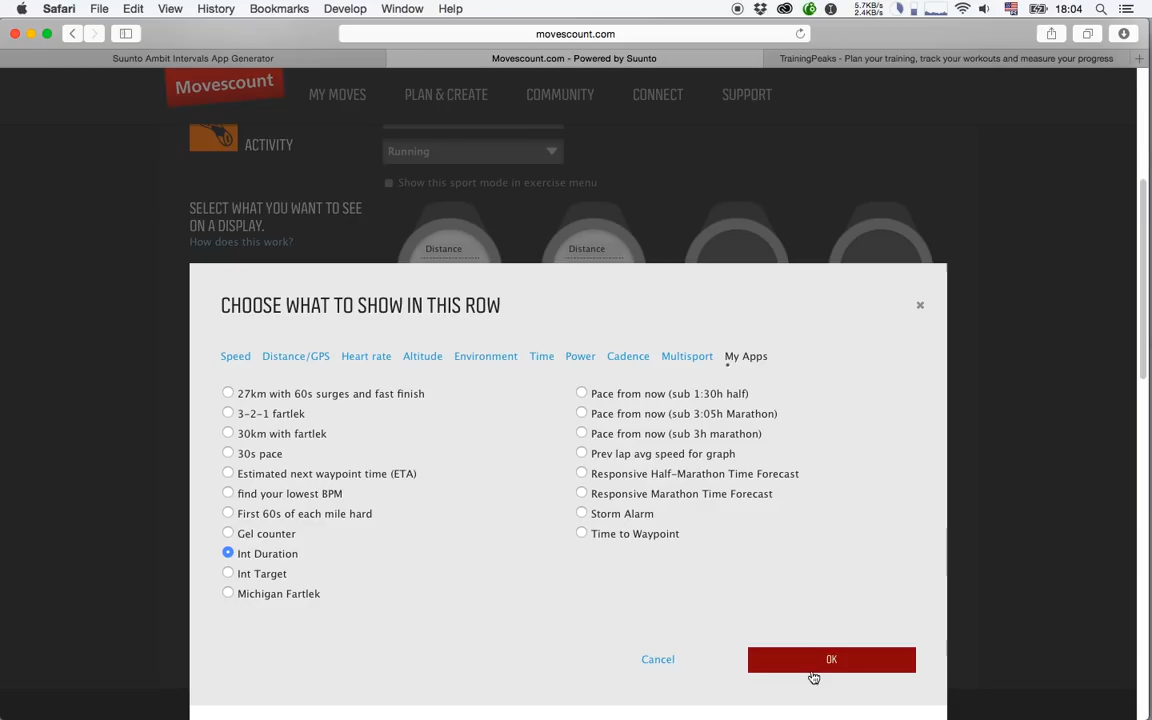 Safari File Edit View History Bookmarks Develop Window Help 5.7KB/s 2.4KB/s 18:04
movescount.com
Suunto Ambit Intervals App Generator Movescount.com - Powered by Suunto TrainingPeaks - Plan your training, track your workouts and measure your progress
Movescount MY MOVES PLAN & CREATE COMMUNITY CONNECT SUPPORT
ACTIVITY Running
Show this sport mode in exercise menu
SELECT WHAT YOU WANT TO SEE
ON A DISPLAY.
How does this work?
Distance Distance
CHOOSE WHAT TO SHOW IN THIS ROW
Speed Distance/GPS Heart rate Altitude Environment Time Power Cadence Multisport My Apps
27km with 60s surges and fast finish
3-2-1 fartlek
30km with fartlek
30s pace
Estimated next waypoint time (ETA)
find your lowest BPM
First 60s of each mile hard
Gel counter
Int Duration
Int Target
Michigan Fartlek
Pace from now (sub 1:30h half)
Pace from now (sub 3:05h Marathon)
Pace from now (sub 3h marathon)
Prev lap avg speed for graph
Responsive Half-Marathon Time Forecast
Responsive Marathon Time Forecast
Storm Alarm
Time to Waypoint
Cancel OK